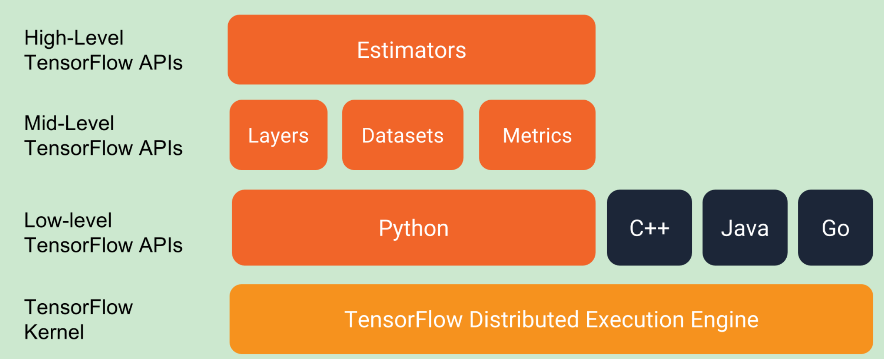 High-Level
TensorFlow APIs
Estimators
Mid-Level
TensorFlow APIs
Layers
Datasets
Metrics
Low-level
TensorFlow APIs
Python
C++
Java
Go
TensorFlow
Kernel
TensorFlow Distributed Execution Engine